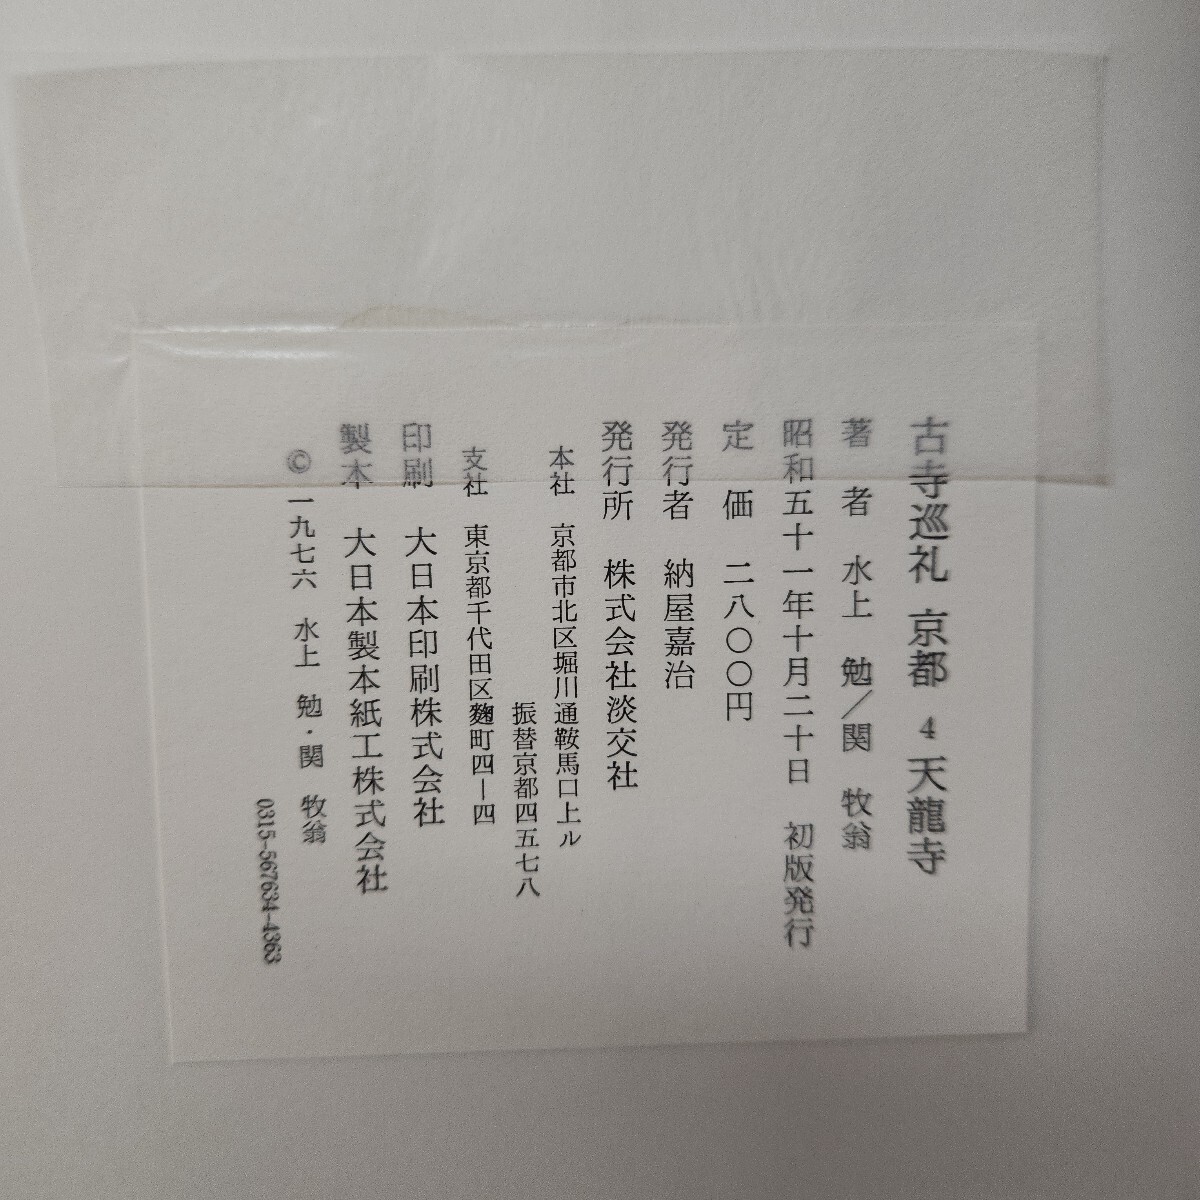 古寺巡礼 京都 4 天龍寺
著者 水上 勉／関 牧翁
昭和五十一年十月二十日 初版発行
定価 二八〇〇円
発行者 納屋嘉治
発行所 株式会社淡交社
本社 京都市北区堀川通鞍馬口上ル
振替京都四五七八
支社 東京都千代田区麴町四—四
印刷 大日本印刷株式会社
製本 大日本製本紙工株式会社
© 一九七六 水上 勉・関 牧翁
0315-567634-4363